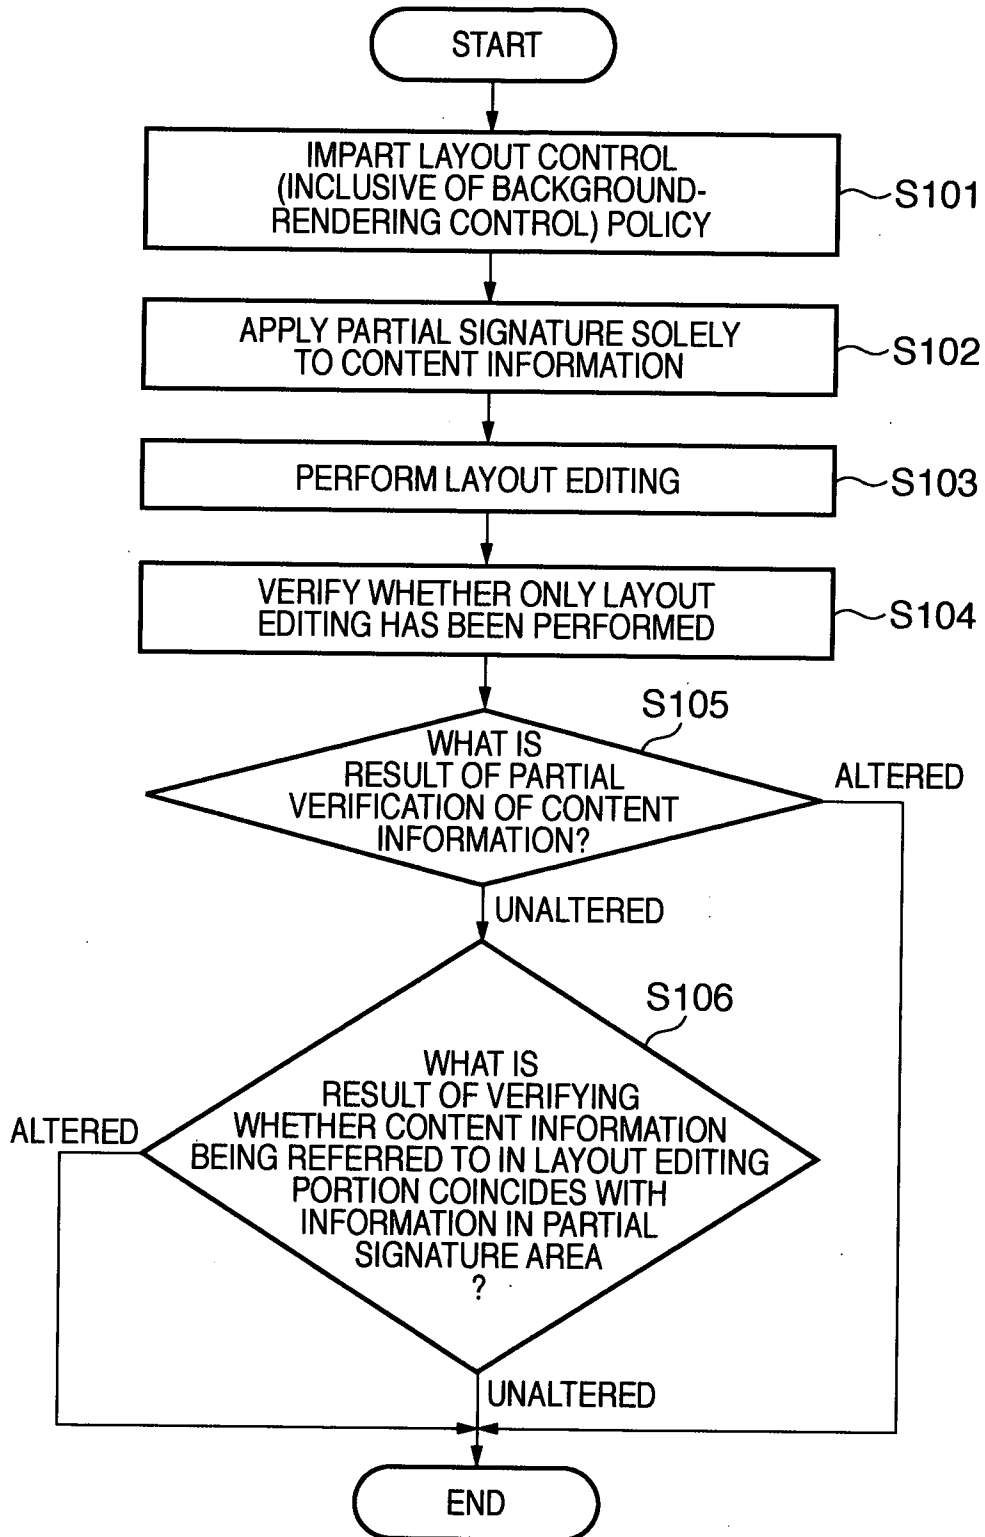 START
IMPART LAYOUT CONTROL
(INCLUSIVE OF BACKGROUND-
RENDERING CONTROL) POLICY
S101
APPLY PARTIAL SIGNATURE SOLELY
TO CONTENT INFORMATION
S102
PERFORM LAYOUT EDITING
S103
VERIFY WHETHER ONLY LAYOUT
EDITING HAS BEEN PERFORMED
S104
S105
WHAT IS
RESULT OF PARTIAL
VERIFICATION OF CONTENT
INFORMATION?
ALTERED
UNALTERED
S106
WHAT IS
RESULT OF VERIFYING
WHETHER CONTENT INFORMATION
BEING REFERRED TO IN LAYOUT EDITING
PORTION COINCIDES WITH
INFORMATION IN PARTIAL
SIGNATURE AREA
?
ALTERED
UNALTERED
END